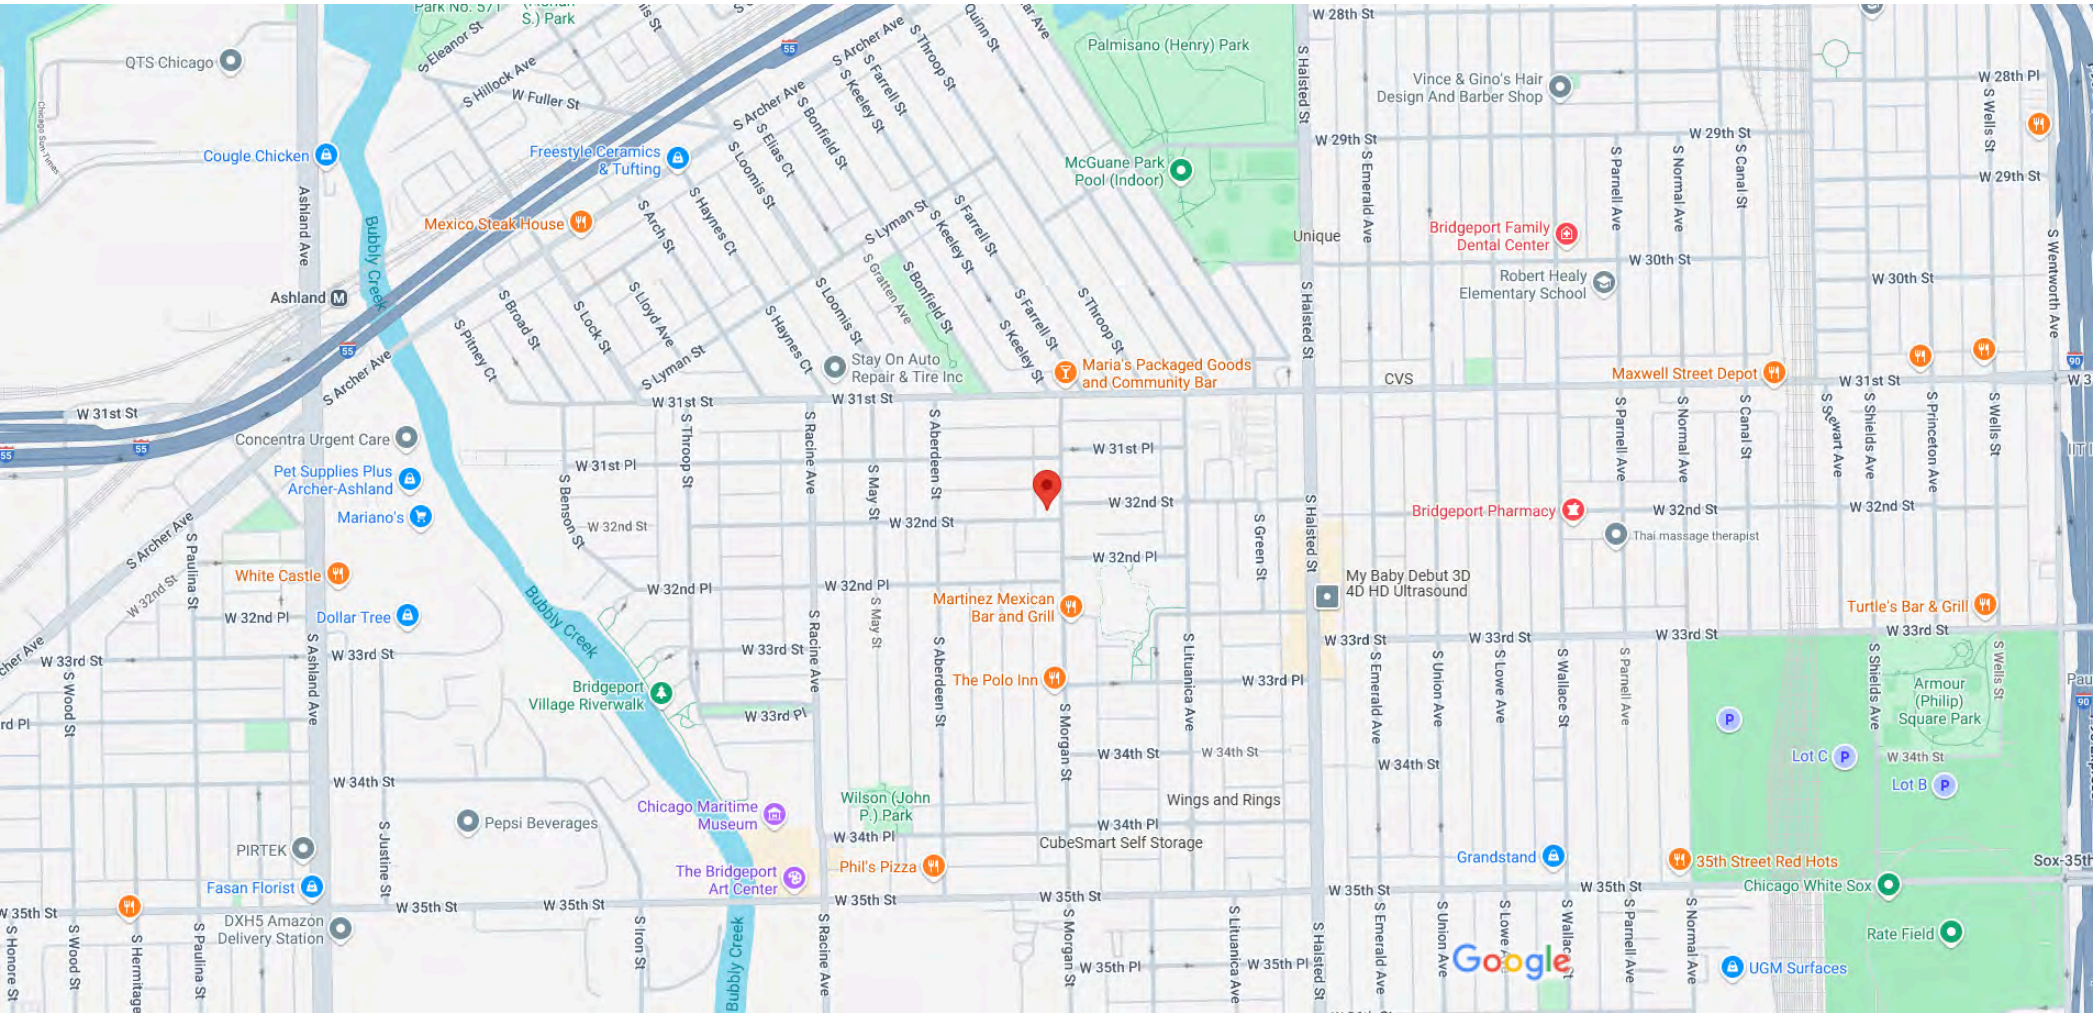 Park No. 571
S.) Park
S Eleanor St
S Hillock Ave
W Fuller St
QTS Chicago
Chicago Sun-Times
Cougle Chicken
Ashland Ave
Bubbly Creek
Ashland
M
55
S Archer Ave
S Archer Ave
S Throop St
Quinn St
S Farrell St
S Keeley St
S Bonfield St
S Elias Ct
S Loomis St
Freestyle Ceramics
& Tufting
Mexico Steak House
S Haynes Ct
S Arch St
S Lyman St
S Gratten Ave
S Bonfield St
S Keeley St
S Farrell St
S Farrell St
S Keeley St
S Throop St
S Loomis St
S Haynes Ct
S Lloyd Ave
S Lock St
S Broad St
S Pitney Ct
S Lyman St
Stay On Auto
Repair & Tire Inc
Maria's Packaged Goods
and Community Bar
Palmisano (Henry) Park
McGuane Park
Pool (Indoor)
S Halsted St
W 28th St
Vince & Gino's Hair
Design And Barber Shop
W 28th Pl
S Wells St
W 29th St
W 29th St
W 29th St
S Emerald Ave
S Parnell Ave
S Normal Ave
S Canal St
Unique
Bridgeport Family
Dental Center
W 30th St
Robert Healy
Elementary School
W 30th St
S Wentworth Ave
S Halsted St
90
CVS
Maxwell Street Depot
W 31st St
W 3
55
S Archer Ave
W 31st St
55
55
Concentra Urgent Care
Pet Supplies Plus
Archer-Ashland
Mariano's
S Archer Ave
S Paulina St
W 32nd St
White Castle
Dollar Tree
W 32nd Pl
W 33rd St
W 33rd St
S Ashland Ave
S Wood St
rd Pl
W 34th St
W 31st St
W 31st St
S Throop St
S Racine Ave
S May St
S Aberdeen St
W 31st Pl
W 31st Pl
S Benson St
W 32nd St
W 32nd St
W 32nd St
W 32nd Pl
W 32nd Pl
W 32nd Pl
S Green St
S Halsted St
Bubbly Creek
Martinez Mexican
Bar and Grill
S May St
S Racine Ave
S Aberdeen St
W 33rd St
The Polo Inn
W 33rd Pl
S Lituanica Ave
Bridgeport
Village Riverwalk
W 33rd Pl
S Morgan St
W 34th St
W 34th St
Bridgeport Pharmacy
W 32nd St
W 32nd St
Thai massage therapist
S Parnell Ave
S Normal Ave
S Canal St
S Stewart Ave
S Shields Ave
S Princeton Ave
S Wells St
My Baby Debut 3D
4D HD Ultrasound
Turtle's Bar & Grill
W 33rd St
W 33rd St
W 33rd St
W 33rd St
S Emerald Ave
S Union Ave
S Lowe Ave
S Wallace St
S Parnell Ave
S Shields Ave
S Wells St
Armour
(Philip)
Square Park
Pau
90
P
Lot C
P
W 34th St
Lot B
P
W 34th St
Pepsi Beverages
PIRTEK
Fasan Florist
S Justine St
Chicago Maritime
Museum
Wilson (John
P.) Park
W 34th Pl
W 34th Pl
Wings and Rings
CubeSmart Self Storage
The Bridgeport
Art Center
Phil's Pizza
Grandstand
35th Street Red Hots
Chicago White Sox
Sox-35th
W 35th St
W 35th St
W 35th St
W 35th St
W 35th St
W 35th St
W 35th St
DXH5 Amazon
Delivery Station
S Honore St
S Wood St
S Hermitage
S Paulina St
S Iron St
Bubbly Creek
S Racine Ave
S Morgan St
W 35th Pl
S Lituanica Ave
W 35th Pl
S Halsted St
S Emerald Ave
S Union Ave
S Lowe
S Wallace St
S Parnell Ave
S Normal Ave
Google
UGM Surfaces
Rate Field